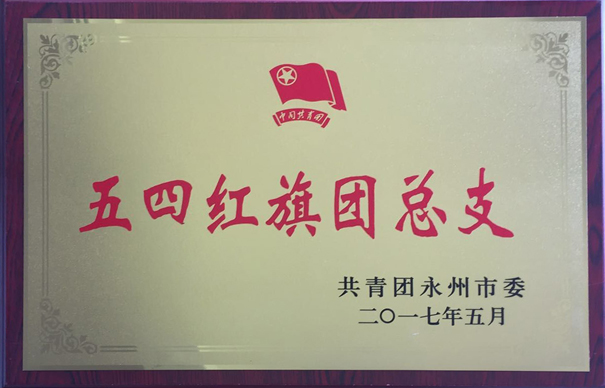 中国共青团
五四红旗团总支
共青团永州市委
二〇一七年五月